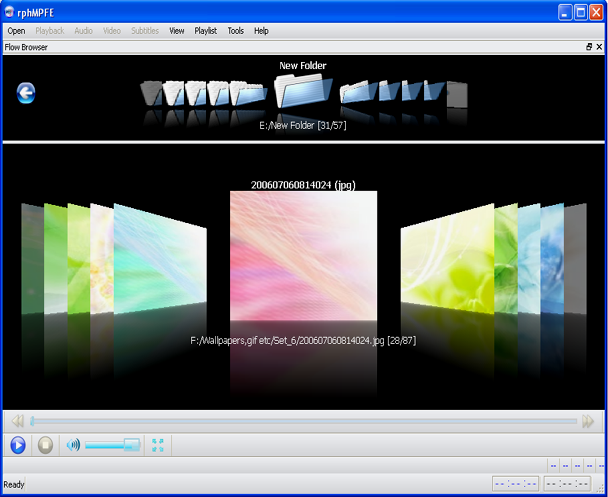 rphMPFE
Open Playback Audio Video Subtitles View Playlist Tools Help
Flow Browser
New Folder
E:/New Folder [31/57]
200607060814024 (jpg)
F:/Wallpapers,gif etc/Set_6/200607060814024.jpg [28/87]
-- -- -- -- --
Ready --:--:-- --:--:--